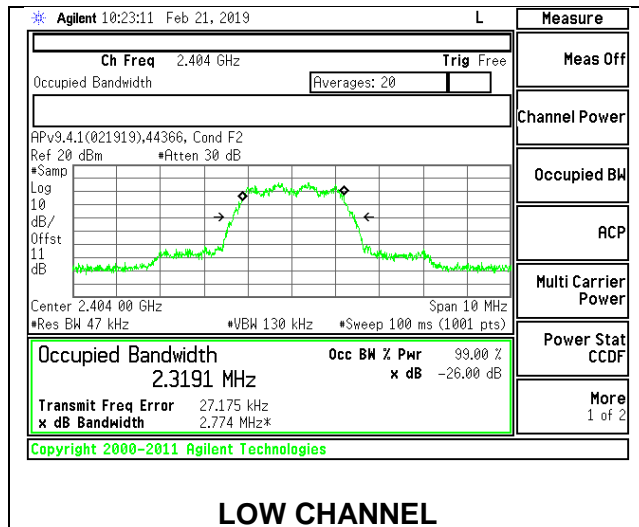 Agilent 10:23:11 Feb 21, 2019 L
Measure
Ch Freq 2.404 GHz Trig Free
Occupied Bandwidth Averages: 20
APv9.4.1(021919),44366, Cond F2
Ref 20 dBm #Atten 30 dB
#Samp
Log
10
dB/
Offst
11
dB
Center 2.404 00 GHz Span 10 MHz
#Res BW 47 kHz #VBW 130 kHz #Sweep 100 ms (1001 pts)
Occupied Bandwidth Occ BW % Pwr 99.00 %
2.3191 MHz x dB -26.00 dB
Transmit Freq Error 27.175 kHz
x dB Bandwidth 2.774 MHz*
Copyright 2000-2011 Agilent Technologies
Meas Off
Channel Power
Occupied BW
ACP
Multi Carrier
Power
Power Stat
CCDF
More
1 of 2
LOW CHANNEL